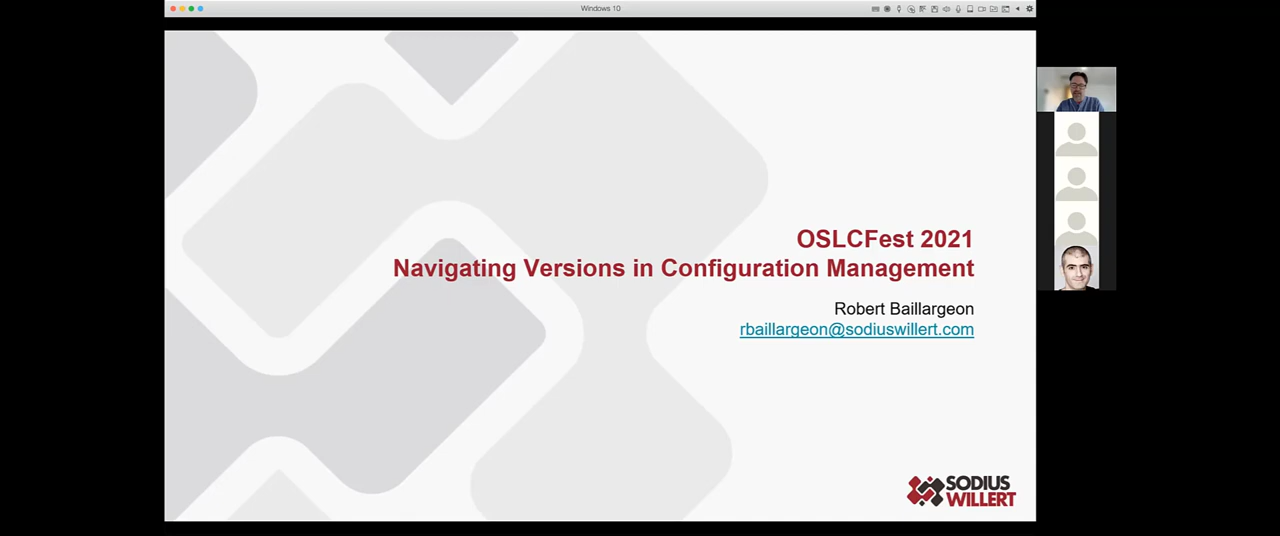 Windows 10
OSLCFest 2021
Navigating Versions in Configuration Management
Robert Baillargeon
rbaillargeon@sodiuswillert.com
SODIUS
WILLERT